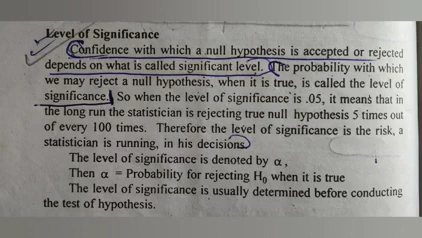 Level of Significance
Confidence with which a null hypothesis is accepted or rejected
depends on what is called significant level. The probability with which
we may reject a null hypothesis, when it is true, is called the level of
significance. So when the level of significance is .05, it means that in
the long run the statistician is rejecting true null hypothesis 5 times out
of every 100 times. Therefore the level of significance is the risk, a
statistician is running, in his decisions
The level of significance is denoted by α,
Then α = Probability for rejecting H₀ when it is true
The level of significance is usually determined before conducting
the test of hypothesis.